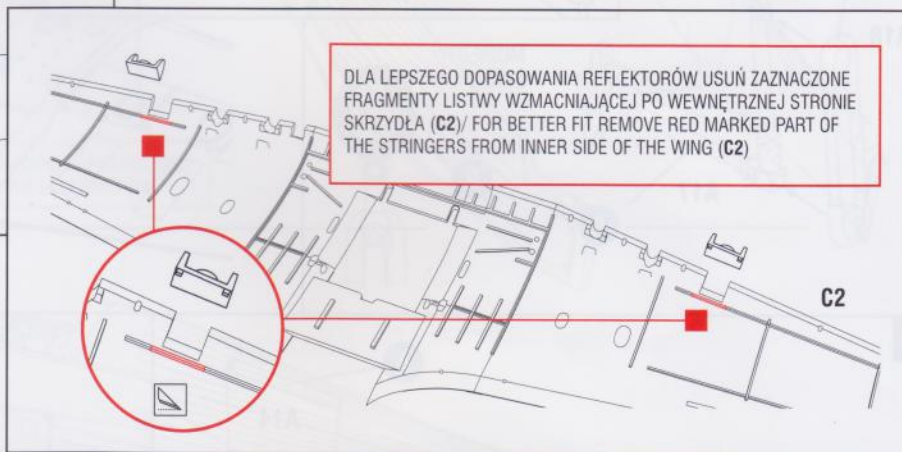 DLA LEPSZEGO DOPASOWANIA REFLEKTORÓW USUŃ ZAZNACZONE
FRAGMENTY LISTWY WZMACNIAJĄCEJ PO WEWNĘTRZNEJ STRONIE
SKRZYDŁA (C2)/ FOR BETTER FIT REMOVE RED MARKED PART OF
THE STRINGERS FROM INNER SIDE OF THE WING (C2)
C2